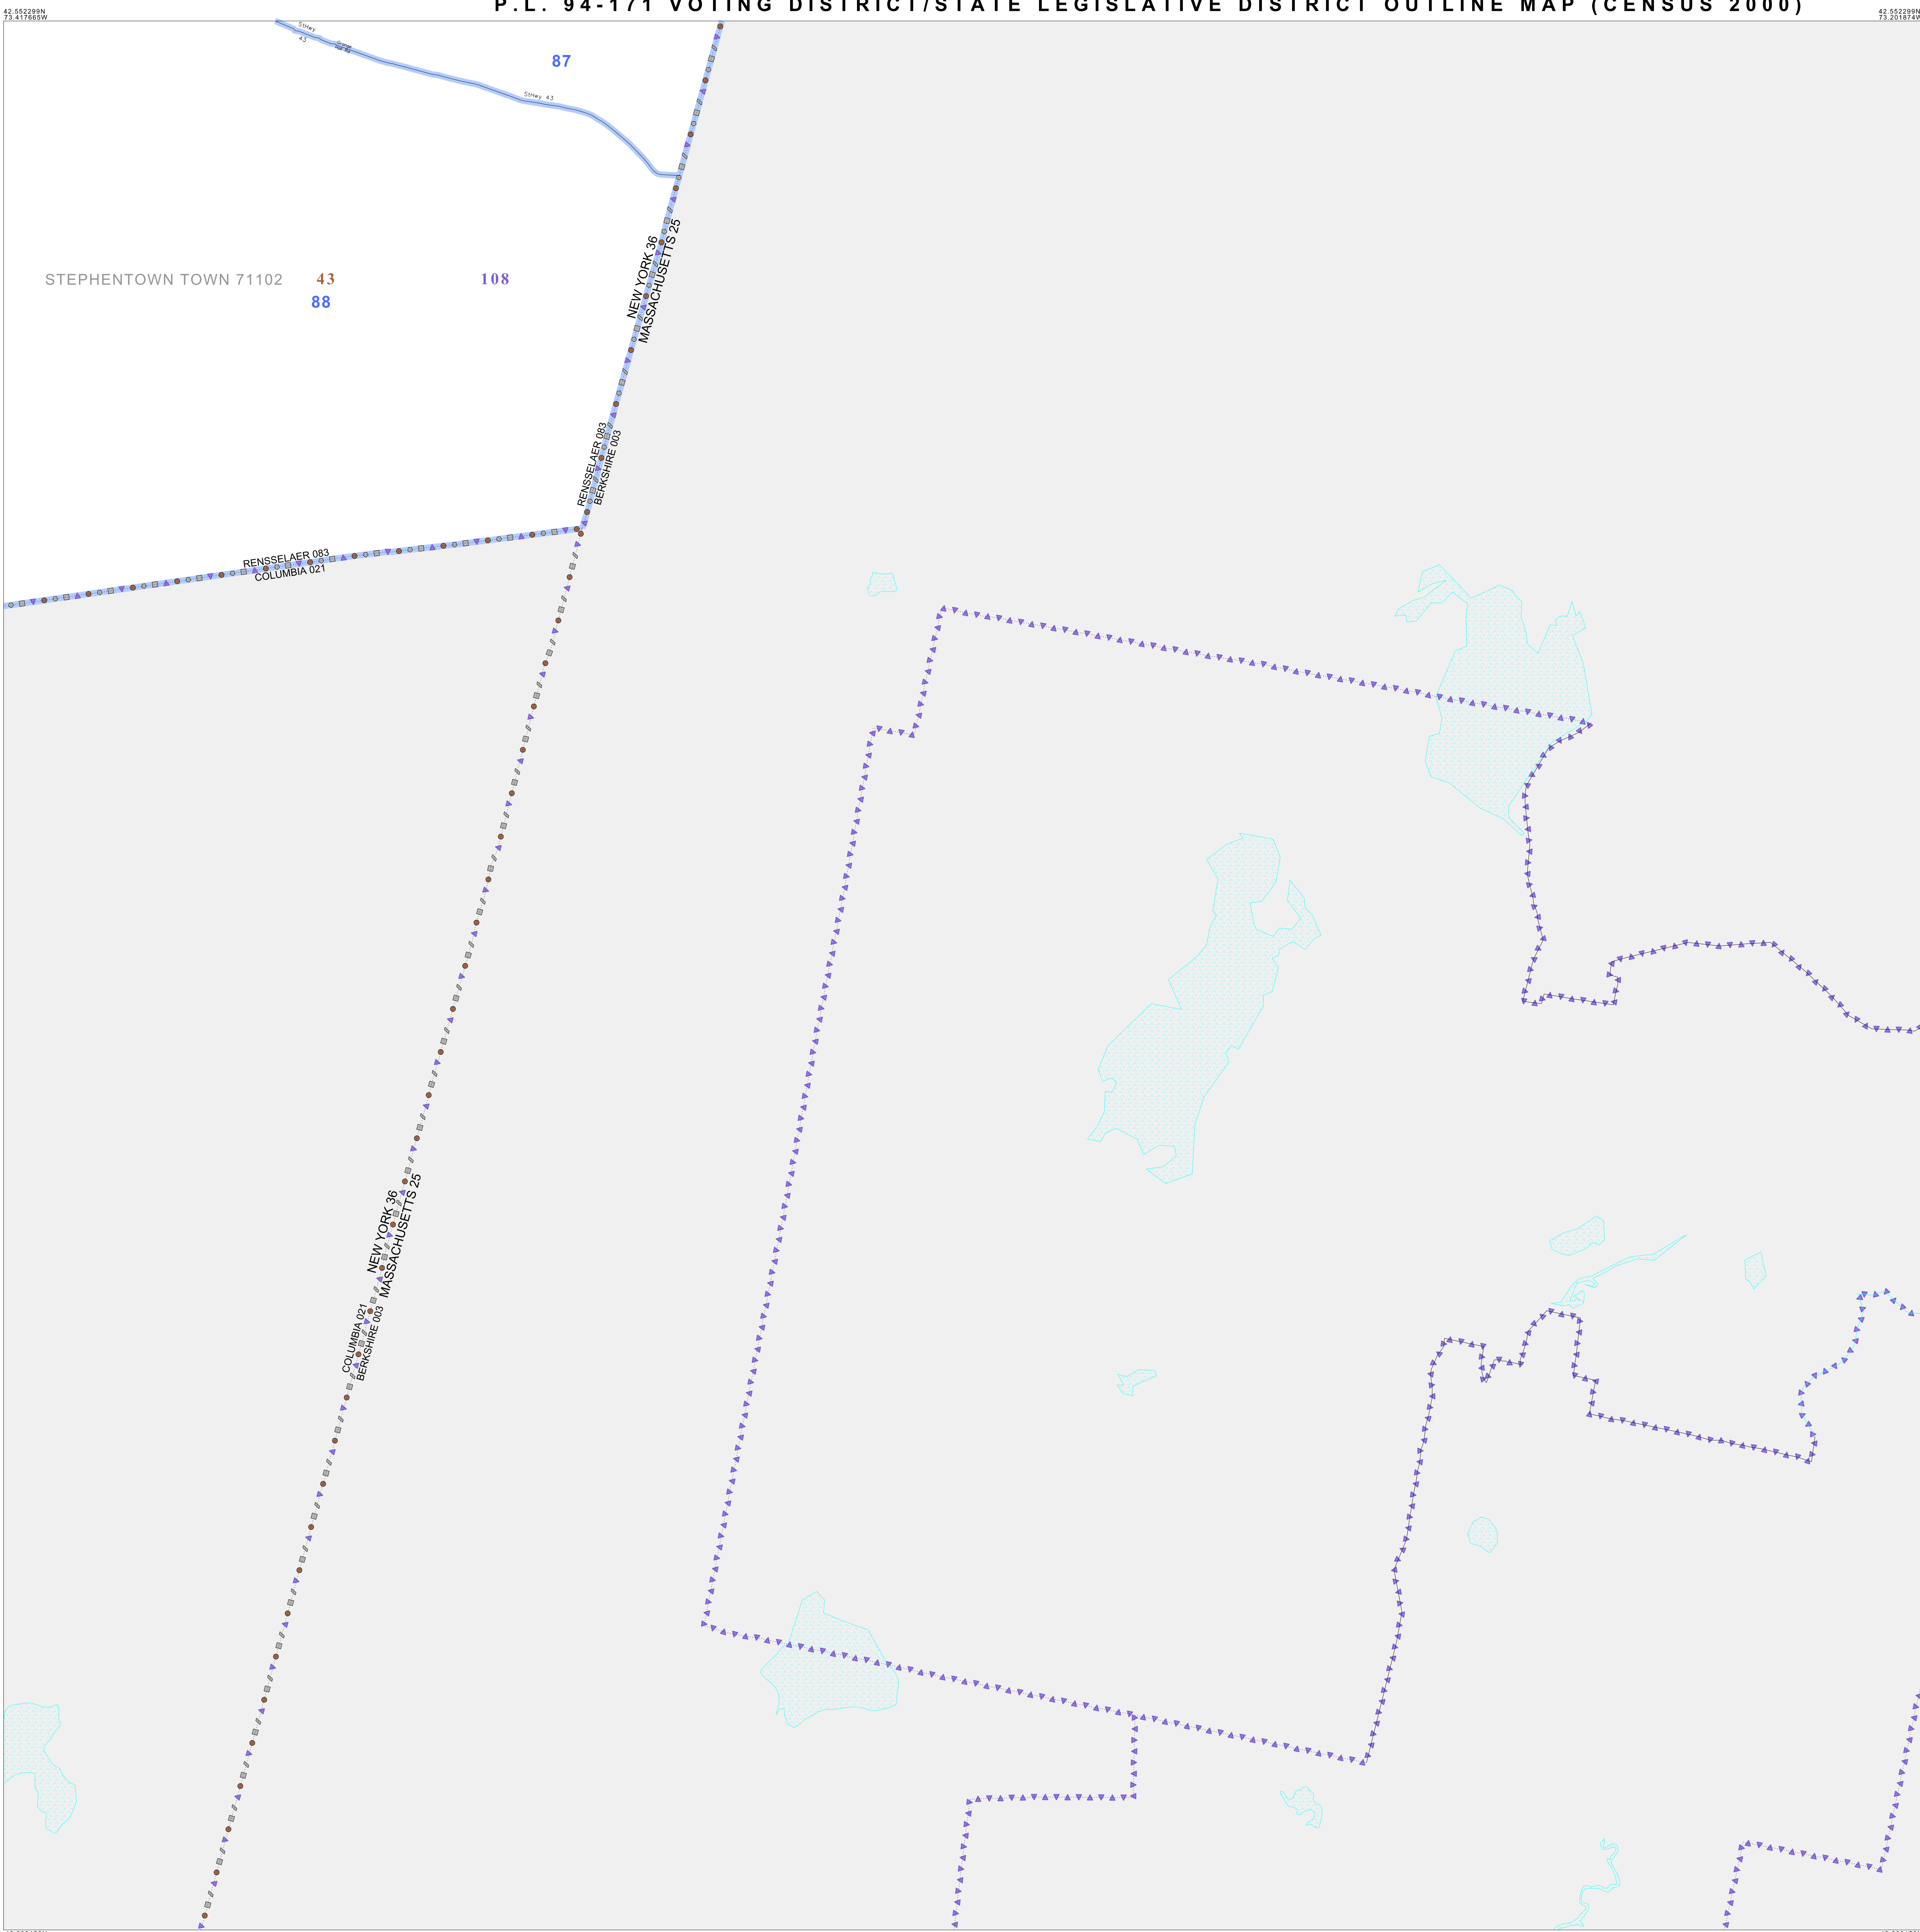 P.L. 94-171 VOTING DISTRICT/STATE LEGISLATIVE DISTRICT OUTLINE MAP (CENSUS 2000)
42.552299N
73.417665W
42.552299N
73.201874W
StHwy
43
87
StHwy 43
NEW YORK 36
MASSACHUSETTS 25
STEPHENTOWN TOWN 71102
43
108
88
RENSSELAER 083
BERKSHIRE 003
RENSSELAER 083
COLUMBIA 021
NEW YORK 36
MASSACHUSETTS 25
COLUMBIA 021
BERKSHIRE 003